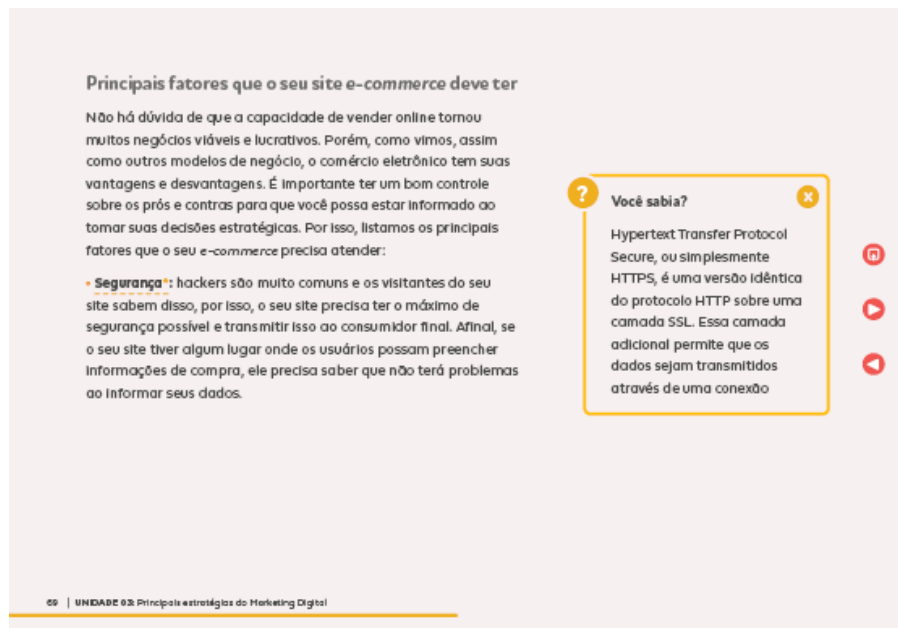 Principais fatores que o seu site e-commerce deve ter
Não há dúvida de que a capacidade de vender online tornou
muitos negócios viáveis e lucrativos. Porém, como vimos, assim
como outros modelos de negócio, o comércio eletrônico tem suas
vantagens e desvantagens. É importante ter um bom controle
sobre os prós e contras para que você possa estar informado ao
tomar suas decisões estratégicas. Por isso, listamos os principais
fatores que o seu e-commerce precisa atender:
• Segurança*: hackers são muito comuns e os visitantes do seu
site sabem disso, por isso, o seu site precisa ter o máximo de
segurança possível e transmitir isso ao consumidor final. Afinal, se
o seu site tiver algum lugar onde os usuários possam preencher
informações de compra, ele precisa saber que não terá problemas
ao informar seus dados.
?
Você sabia?
X
Hypertext Transfer Protocol
Secure, ou simplesmente
HTTPS, é uma versão idêntica
do protocolo HTTP sobre uma
camada SSL. Essa camada
adicional permite que os
dados sejam transmitidos
através de uma conexão
69 | UNIDADE 03: Principais estratégias do Marketing Digital